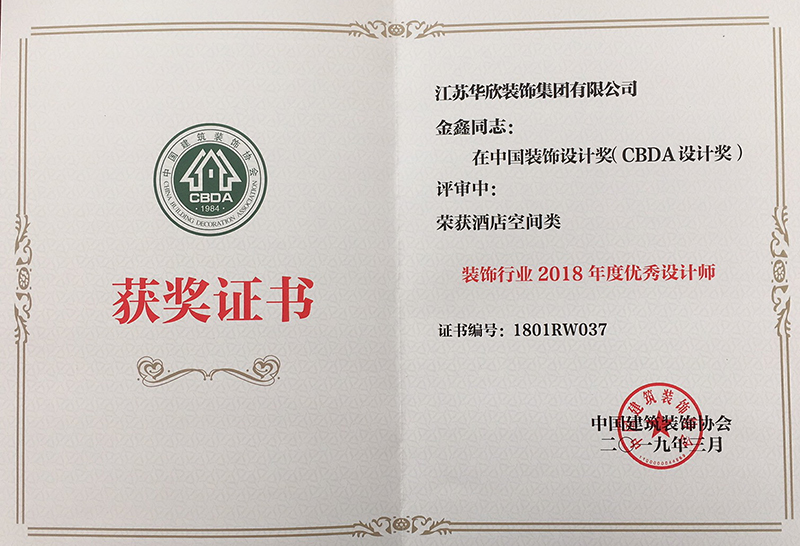 中国建筑装饰协会
CBDA
·1984·
CHINA BUILDING DECORATION ASSOCIATION
获奖证书
江苏华欣装饰集团有限公司
金鑫同志：
在中国装饰设计奖（CBDA设计奖）
评审中：
荣获酒店空间类
装饰行业2018年度优秀设计师
证书编号：1801RW037
中国建筑装饰协会
二〇一九年三月